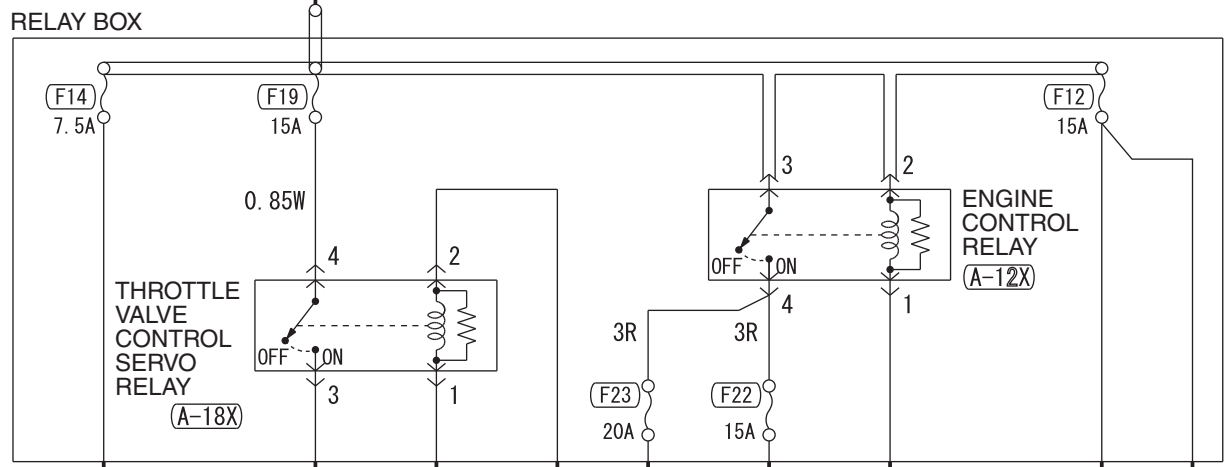 RELAY BOX
F14
7.5A
F19
15A
F12
15A
0.85W
3
2
ENGINE
CONTROL
RELAY
A-12X
OFF
ON
4
1
4
2
THROTTLE
VALVE
CONTROL
SERVO
RELAY
A-18X
OFF
ON
3
1
3R
3R
F23
20A
F22
15A